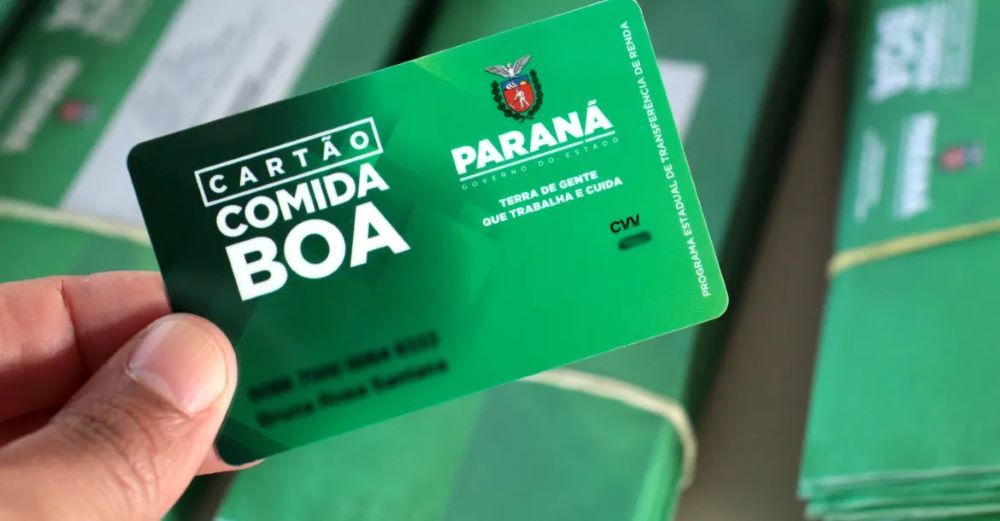 CARTÃO
COMIDA
BOA
PARANÁ
GOVERNO DO ESTADO
TERRA DE GENTE
QUE TRABALHA E CUIDA
CVV
PROGRAMA ESTADUAL DE TRANSFERÊNCIA DE RENDA